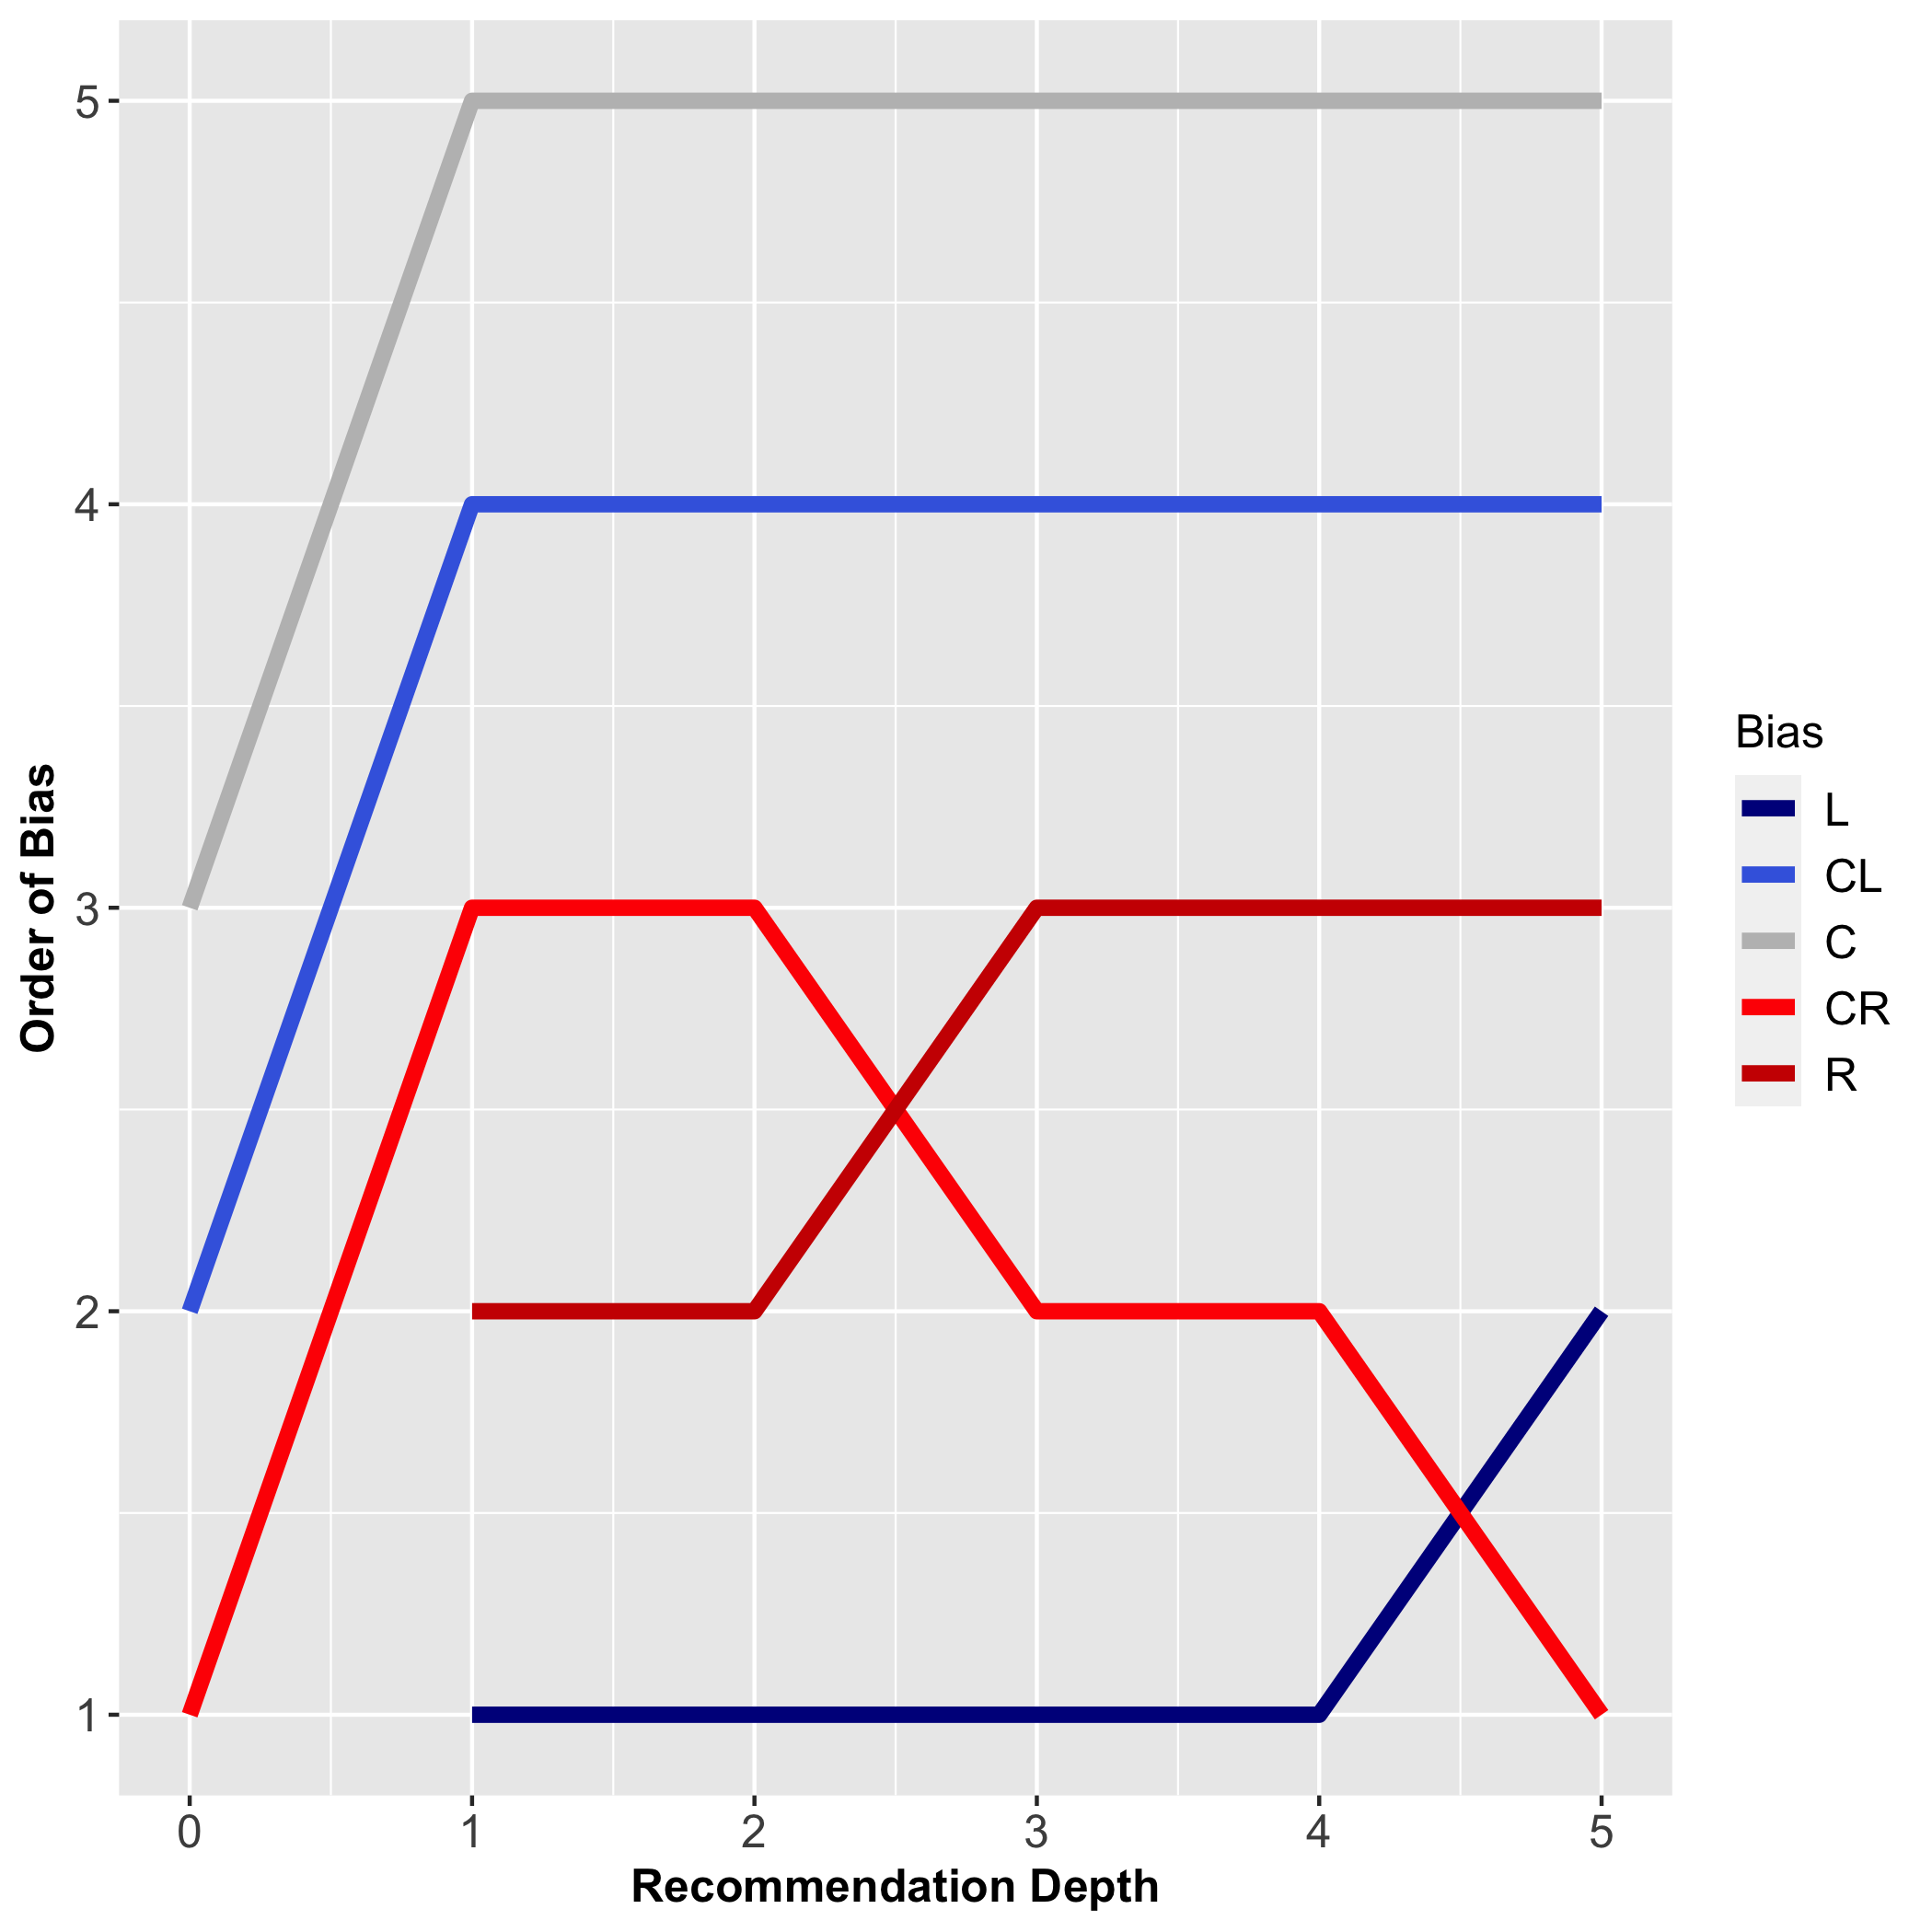 5
4
3
2
1
Order of Bias
0 1 2 3 4 5
Recommendation Depth
Bias
L
CL
C
CR
R